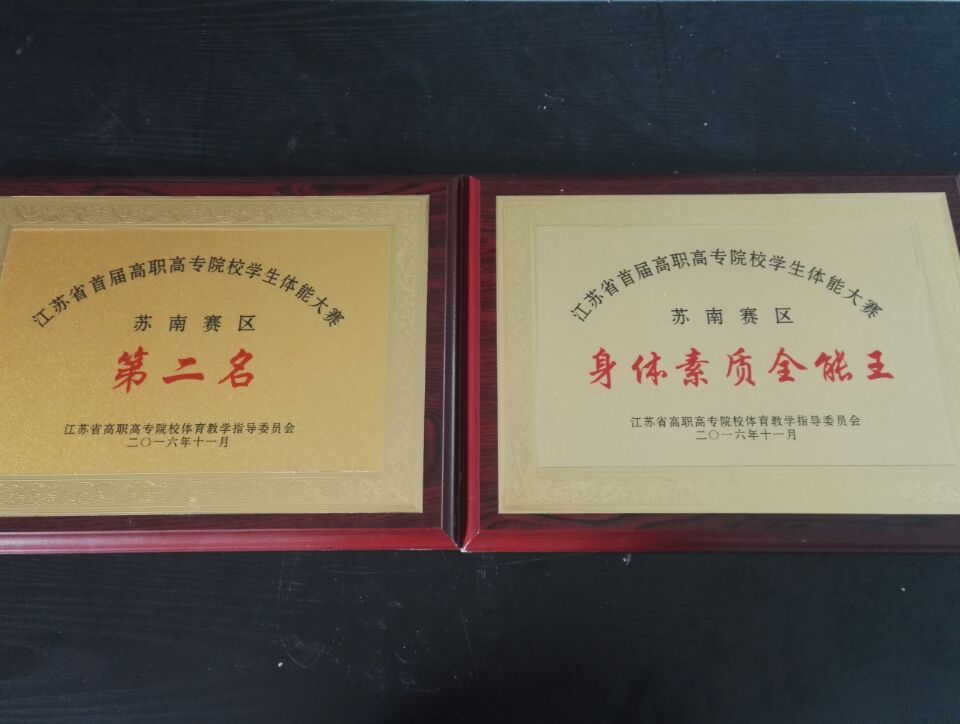 江苏省首届高职高专院校学生体能大赛
苏南赛区
第二名
江苏省高职高专院校体育教学指导委员会
二〇一六年十一月
江苏省首届高职高专院校学生体能大赛
苏南赛区
身体素质全能王
江苏省高职高专院校体育教学指导委员会
二〇一六年十一月